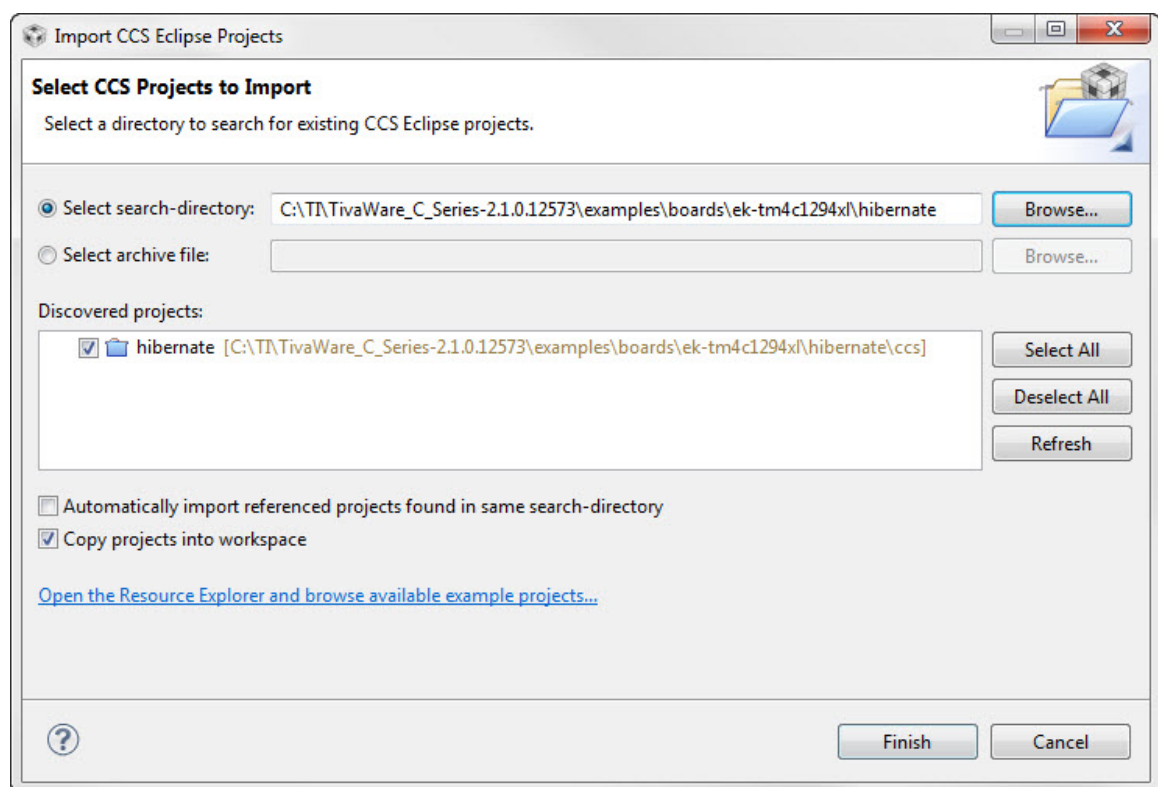 Import CCS Eclipse Projects
Select CCS Projects to Import
Select a directory to search for existing CCS Eclipse projects.
Select search-directory: C:\TI\TivaWare_C_Series-2.1.0.12573\examples\boards\ek-tm4c1294xl\hibernate Browse...
Select archive file: Browse...
Discovered projects:
hibernate [C:\TI\TivaWare_C_Series-2.1.0.12573\examples\boards\ek-tm4c1294xl\hibernate\ccs] Select All
Deselect All
Refresh
Automatically import referenced projects found in same search-directory
Copy projects into workspace
Open the Resource Explorer and browse available example projects...
? Finish Cancel